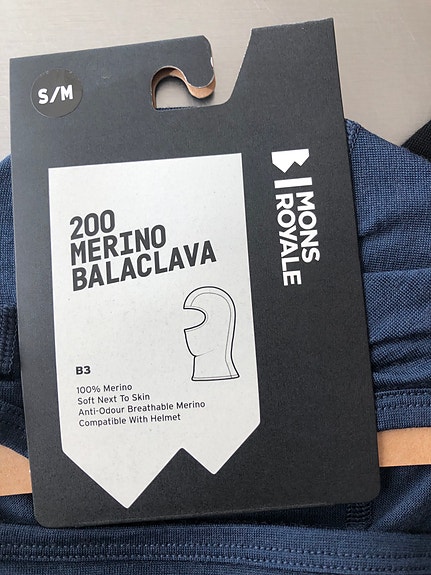 S/M
MONS
ROYALE
200
MERINO
BALACLAVA
B3
100% Merino
Soft Next To Skin
Anti-Odour Breathable Merino
Compatible With Helmet